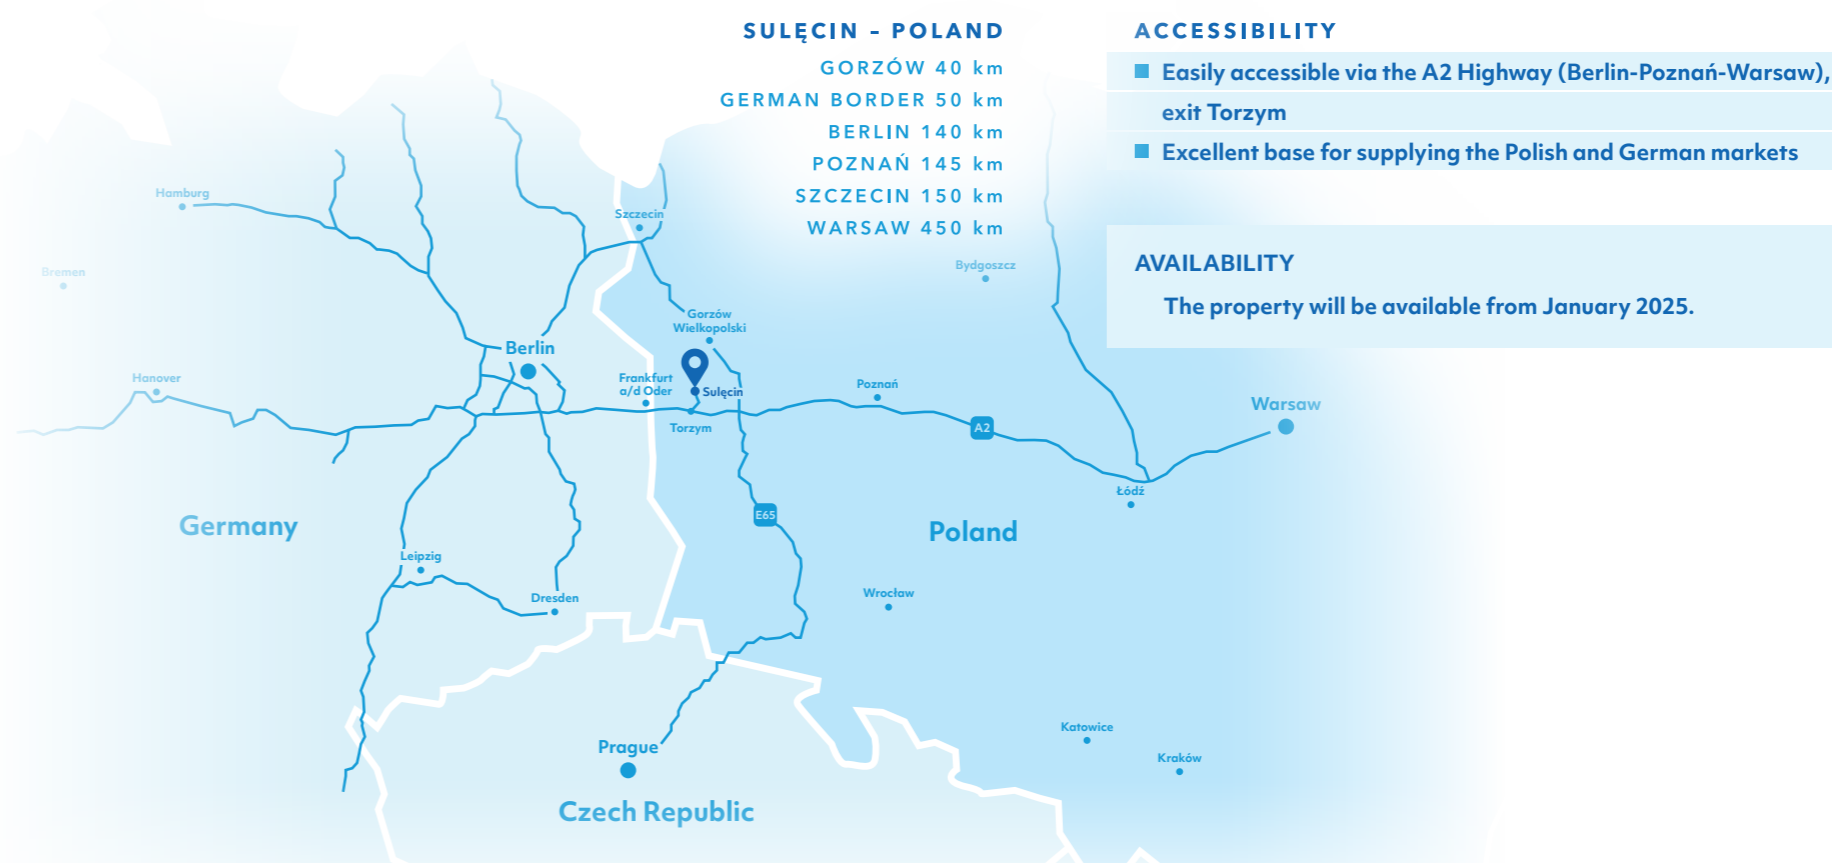 SULĘCIN – POLAND
GORZÓW 40 km
GERMAN BORDER 50 km
BERLIN 140 km
POZNAŃ 145 km
SZCZECIN 150 km
WARSAW 450 km
ACCESSIBILITY
Easily accessible via the A2 Highway (Berlin-Poznań-Warsaw),
exit Torzym
Excellent base for supplying the Polish and German markets
AVAILABILITY
The property will be available from January 2025.
Hamburg
Szczecin
Bremen
Bydgoszcz
Gorzów
Wielkopolski
Berlin
Hanover
Frankfurt
a/d Oder
Sulęcin
Poznań
Warsaw
Torzym
A2
Łódź
E65
Germany
Poland
Leipzig
Dresden
Wrocław
Katowice
Prague
Kraków
Czech Republic